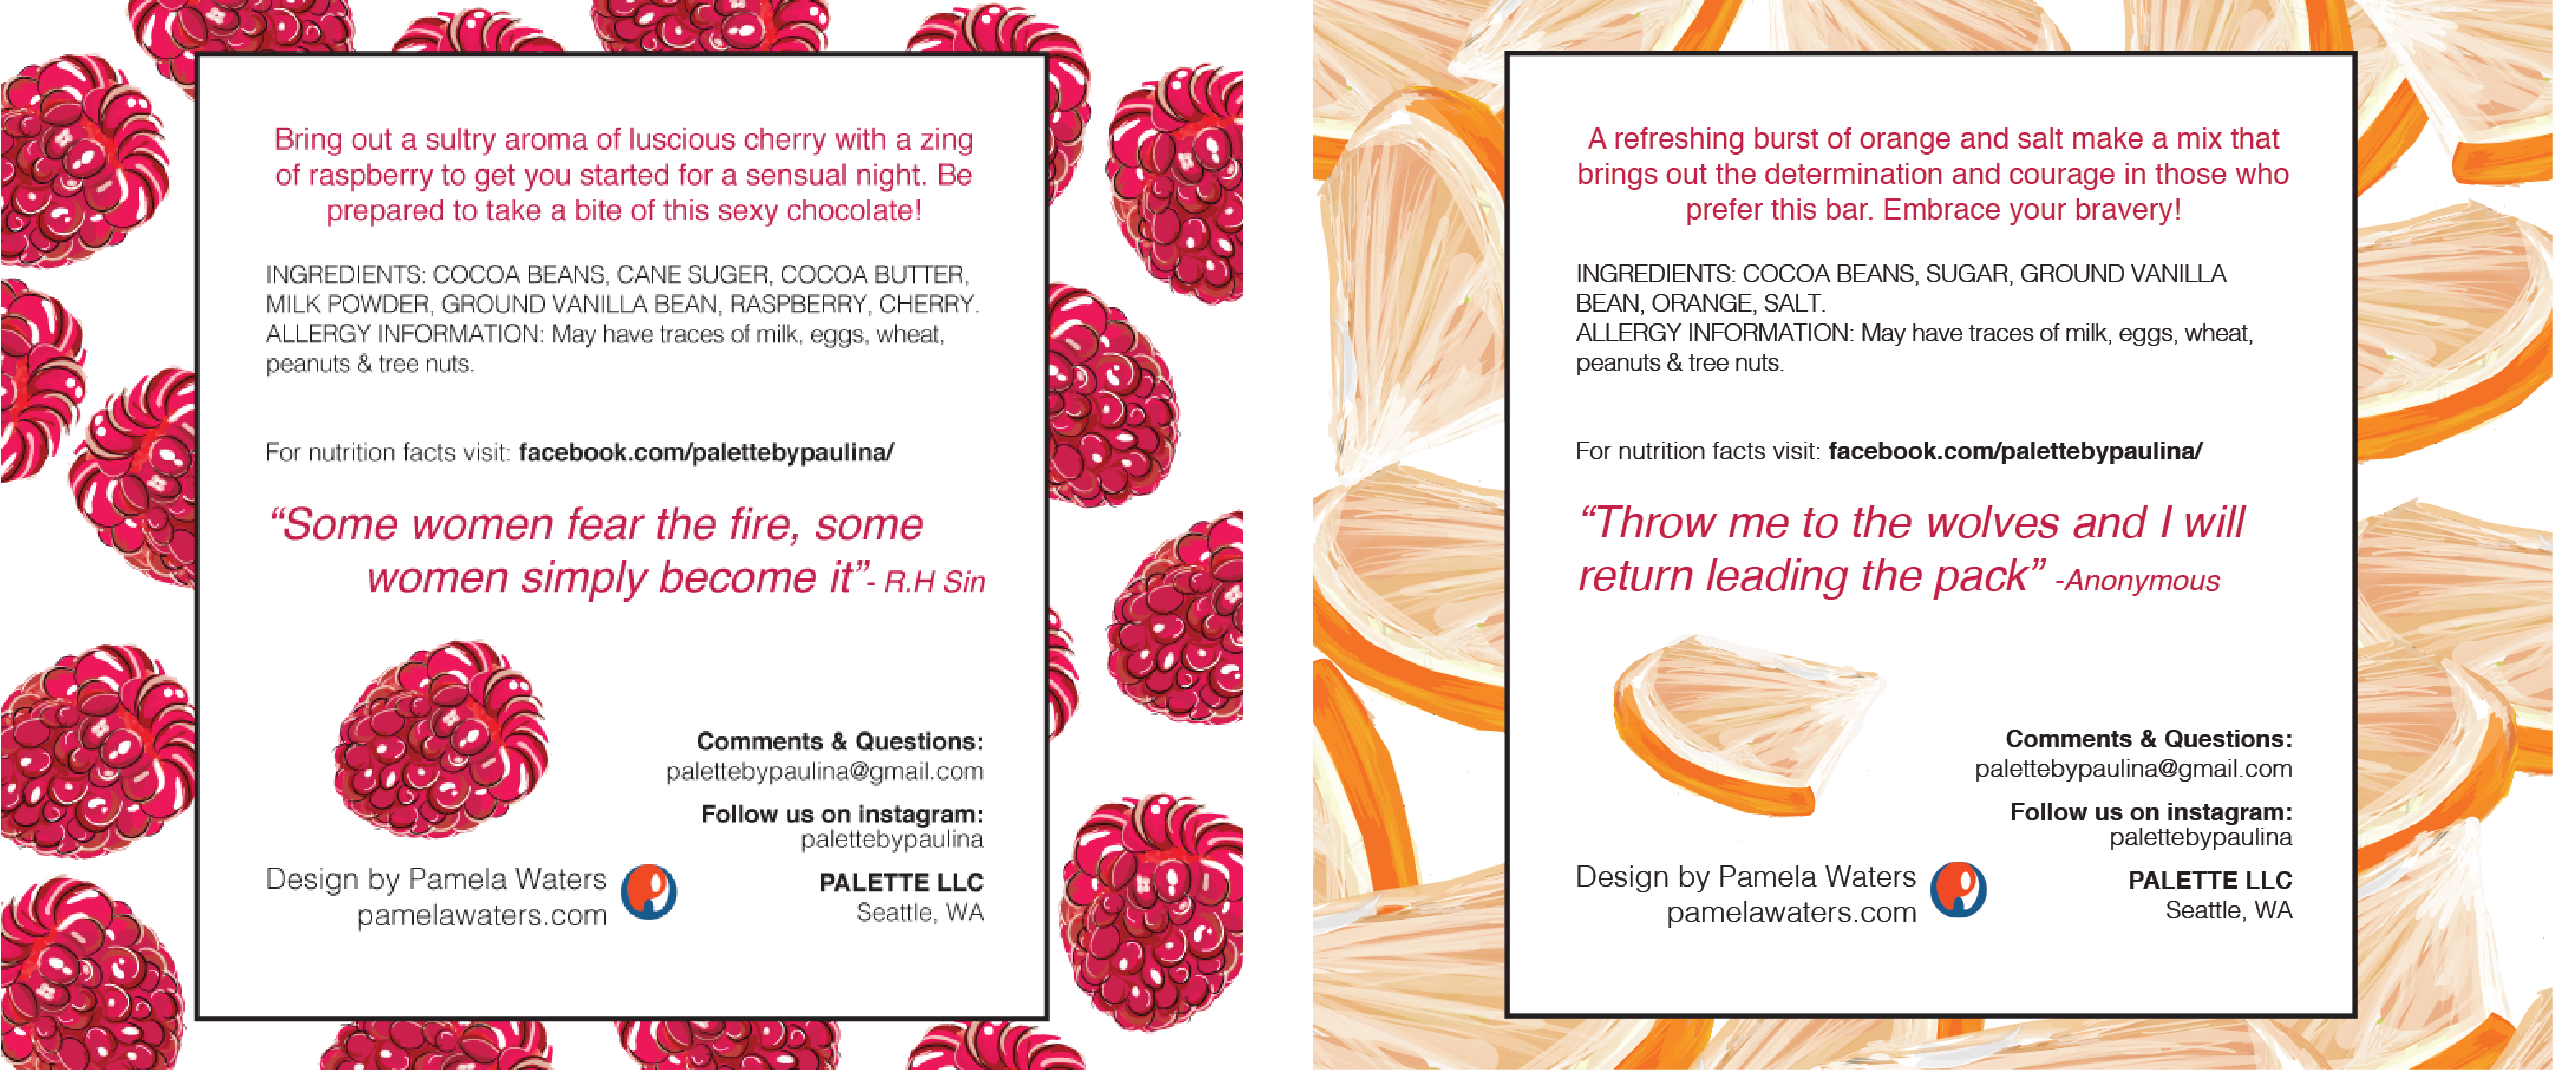 Bring out a sultry aroma of luscious cherry with a zing
of raspberry to get you started for a sensual night. Be
prepared to take a bite of this sexy chocolate!
INGREDIENTS: COCOA BEANS, CANE SUGER, COCOA BUTTER,
MILK POWDER, GROUND VANILLA BEAN, RASPBERRY, CHERRY.
ALLERGY INFORMATION: May have traces of milk, eggs, wheat,
peanuts & tree nuts.
For nutrition facts visit: facebook.com/palettebypaulina/
“Some women fear the fire, some
women simply become it”- R.H Sin
Comments & Questions:
palettebypaulina@gmail.com
Follow us on instagram:
palettebypaulina
Design by Pamela Waters
pamelawaters.com
PALETTE LLC
Seattle, WA
A refreshing burst of orange and salt make a mix that
brings out the determination and courage in those who
prefer this bar. Embrace your bravery!
INGREDIENTS: COCOA BEANS, SUGAR, GROUND VANILLA
BEAN, ORANGE, SALT.
ALLERGY INFORMATION: May have traces of milk, eggs, wheat,
peanuts & tree nuts.
For nutrition facts visit: facebook.com/palettebypaulina/
“Throw me to the wolves and I will
return leading the pack” -Anonymous
Comments & Questions:
palettebypaulina@gmail.com
Follow us on instagram:
palettebypaulina
Design by Pamela Waters
pamelawaters.com
PALETTE LLC
Seattle, WA